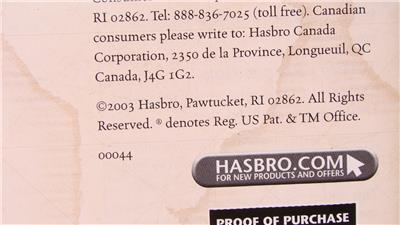 RI 02862. Tel: 888-836-7025 (toll free). Canadian
consumers please write to: Hasbro Canada
Corporation, 2350 de la Province, Longueuil, QC
Canada, J4G 1G2.
©2003 Hasbro, Pawtucket, RI 02862. All Rights
Reserved. ® denotes Reg. US Pat. & TM Office.
00044
HASBRO.COM
FOR NEW PRODUCTS AND OFFERS
PROOF OF PURCHASE